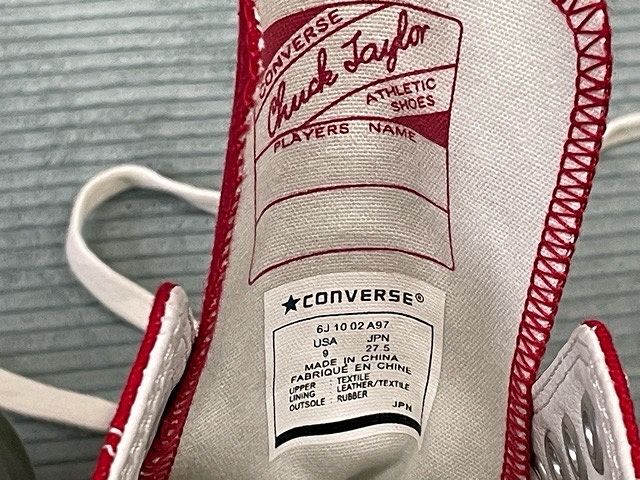 CONVERSE
Chuck Taylor
ATHLETIC
SHOES
PLAYERS NAME
★CONVERSE®
6J 10 02 A97
USA JPN
9 27.5
MADE IN CHINA
FABRIQUE EN CHINE
UPPER : TEXTILE
LINING : LEATHER/TEXTILE
OUTSOLE : RUBBER
JPN